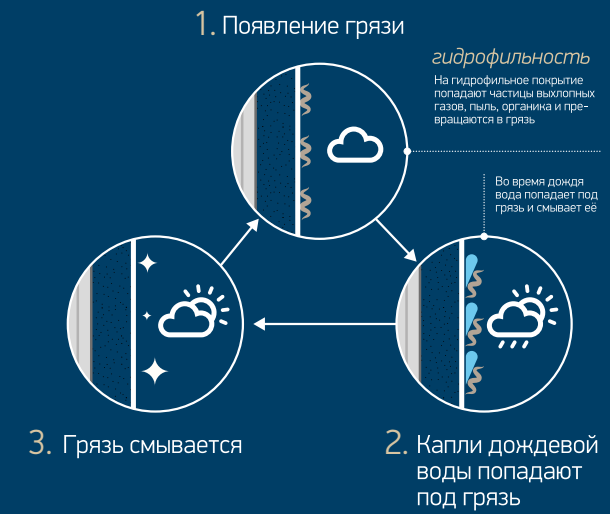 1. Появление грязи
гидрофильность
На гидрофильное покрытие
попадают частицы выхлопных
газов, пыль, органика и пре-
вращаются в грязь
Во время дождя
вода попадает под
грязь и смывает её
3. Грязь смывается
2. Капли дождевой
воды попадают
под грязь